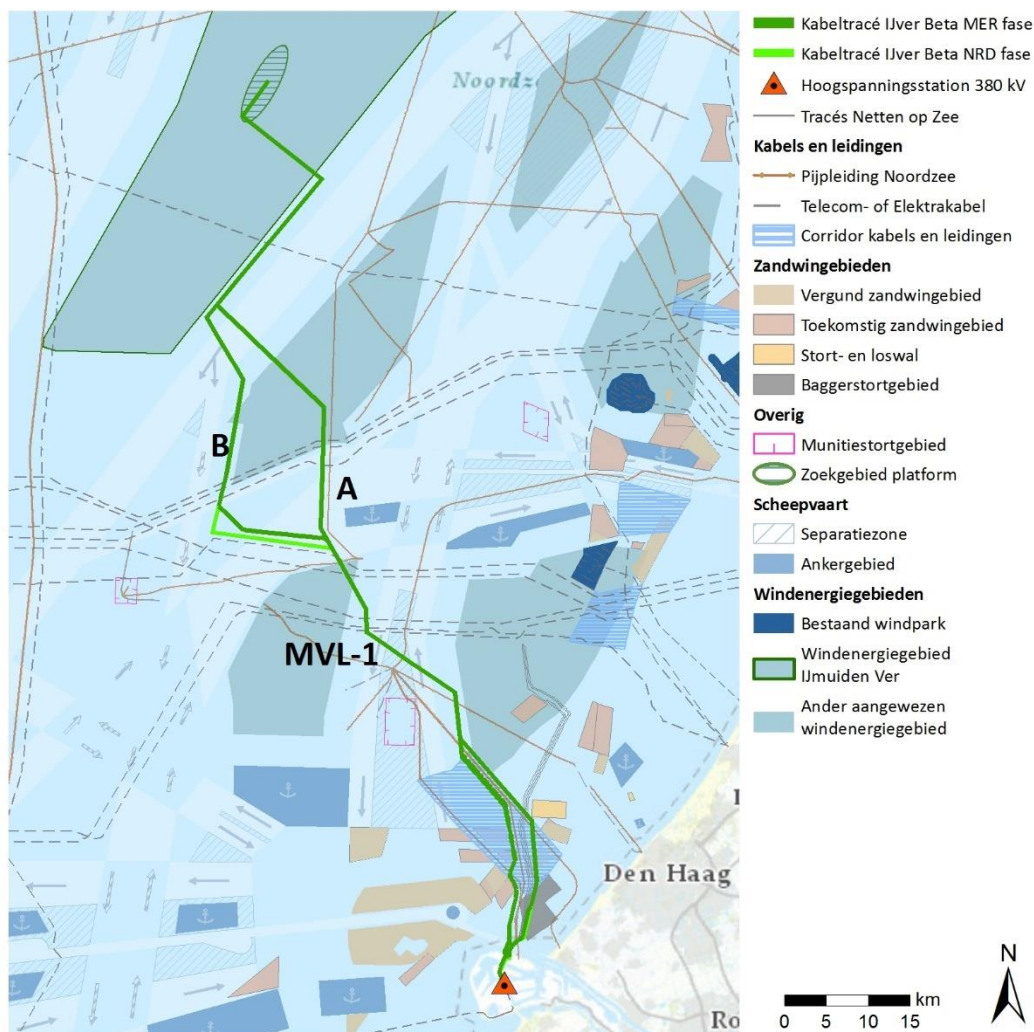 Noordze
B
A
MVL-1
Den Haag
Ro
Kabeltracé IJver Beta MER fase
Kabeltracé IJver Beta NRD fase
Hoogspanningsstation 380 kV
Tracés Netten op Zee
Kabels en leidingen
Pijpleiding Noordzee
Telecom- of Elektrakabel
Corridor kabels en leidingen
Zandwingebieden
Vergund zandwingebied
Toekomstig zandwingebied
Stort- en loswal
Baggerstortgebied
Overig
Munitiestortgebied
Zoekgebied platform
Scheepvaart
Separatiezone
Ankergebied
Windenergiegebieden
Bestaand windpark
Windenergiegebied
IJmuiden Ver
Ander aangewezen
windenergiegebied
N
km
0 5 10 15